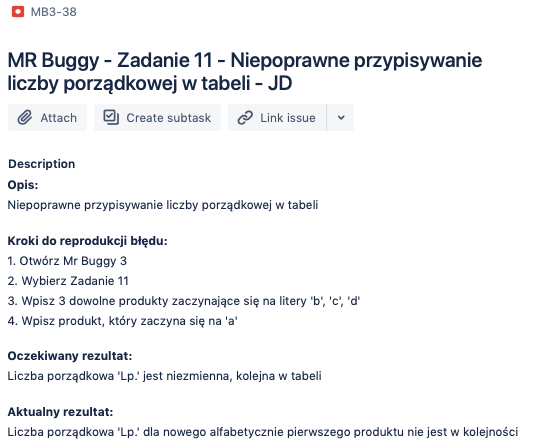 MB3-38
MR Buggy - Zadanie 11 - Niepoprawne przypisywanie
liczby porządkowej w tabeli - JD
Attach
Create subtask
Link issue
Description
Opis:
Niepoprawne przypisywanie liczby porządkowej w tabeli
Kroki do reprodukcji błędu:
1. Otwórz Mr Buggy 3
2. Wybierz Zadanie 11
3. Wpisz 3 dowolne produkty zaczynające się na litery 'b', 'c', 'd'
4. Wpisz produkt, który zaczyna się na 'a'
Oczekiwany rezultat:
Liczba porządkowa 'Lp.' jest niezmienna, kolejna w tabeli
Aktualny rezultat:
Liczba porządkowa 'Lp.' dla nowego alfabetycznie pierwszego produktu nie jest w kolejności